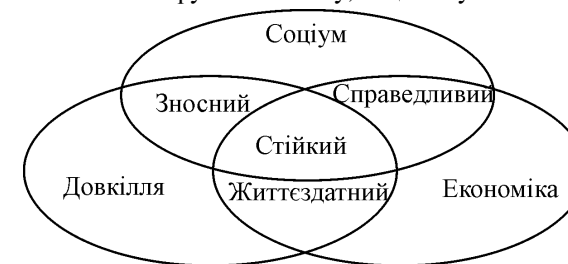 Соціум
Зносний Справедливий
Стійкий
Довкілля Життєздатний Економіка